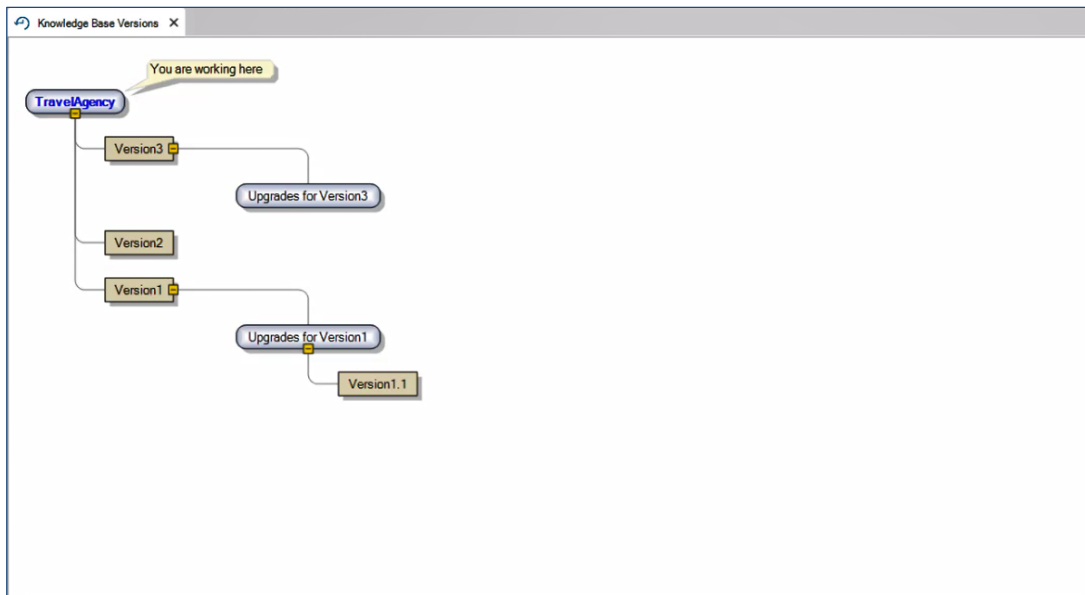 Knowledge Base Versions
You are working here
TravelAgency
Version3
Upgrades for Version3
Version2
Version1
Upgrades for Version1
Version1.1